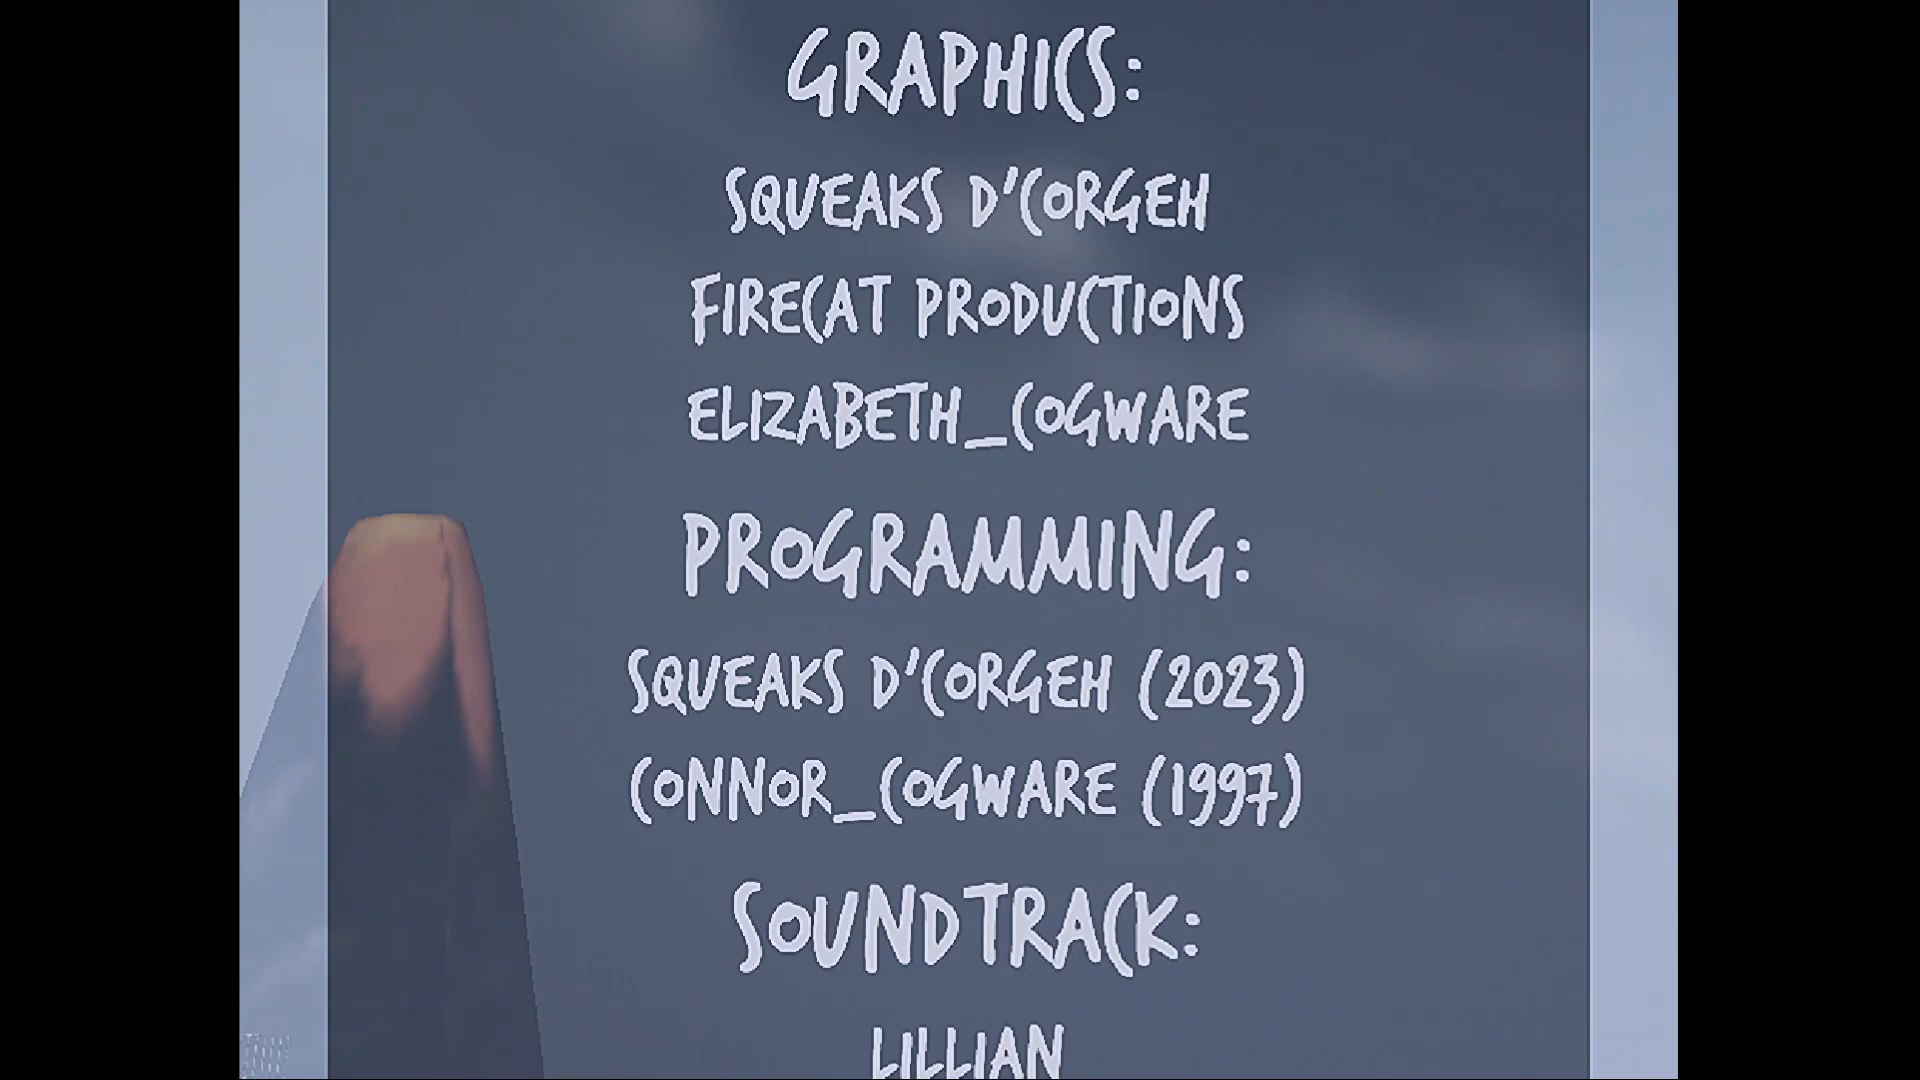 GRAPHICS:
SQUEAKS D'CORGEH
FIRECAT PRODUCTIONS
ELIZABETH_COGWARE
PROGRAMMING:
SQUEAKS D'CORGEH (2023)
CONNOR_COGWARE (1997)
SOUNDTRACK:
LILLIAN